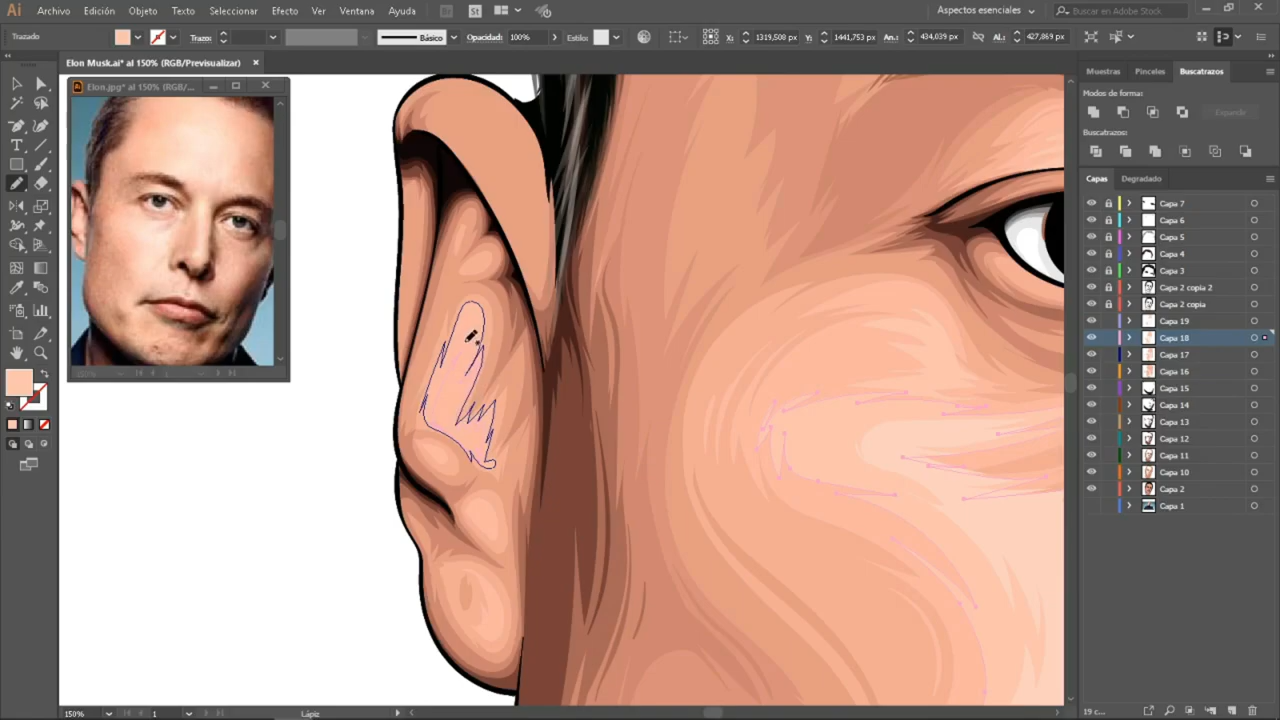 Ai Archivo Edición Objeto Texto Seleccionar Efecto Ver Ventana Ayuda Br St Aspectos esenciales Buscar en Adobe Stock
Trazado Trazo: Básico Opacidad: 100% Estilo: X: 1319,508 px Y: 1441,753 px An.: 434,039 px AL.: 427,869 px
Elon Musk.ai* al 150% (RGB/Previsualizar)
Ai Elon.jpg* al 150% (RGB/...
Muestras Pinceles Buscatrazos
Modos de forma:
Expandir
Buscatrazos:
Capas Degradado
Capa 7
Capa 6
Capa 5
Capa 4
Capa 3
Capa 2 copia 2
Capa 2 copia
Capa 19
Capa 18
Capa 17
Capa 16
Capa 15
Capa 14
Capa 13
Capa 12
Capa 11
Capa 10
Capa 2
Capa 1
150% 1
150% 1 Lápiz 19 c...